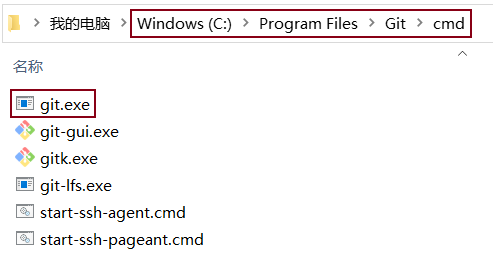 我的电脑 > Windows (C:) > Program Files > Git > cmd
名称
git.exe
git-gui.exe
gitk.exe
git-lfs.exe
start-ssh-agent.cmd
start-ssh-pageant.cmd